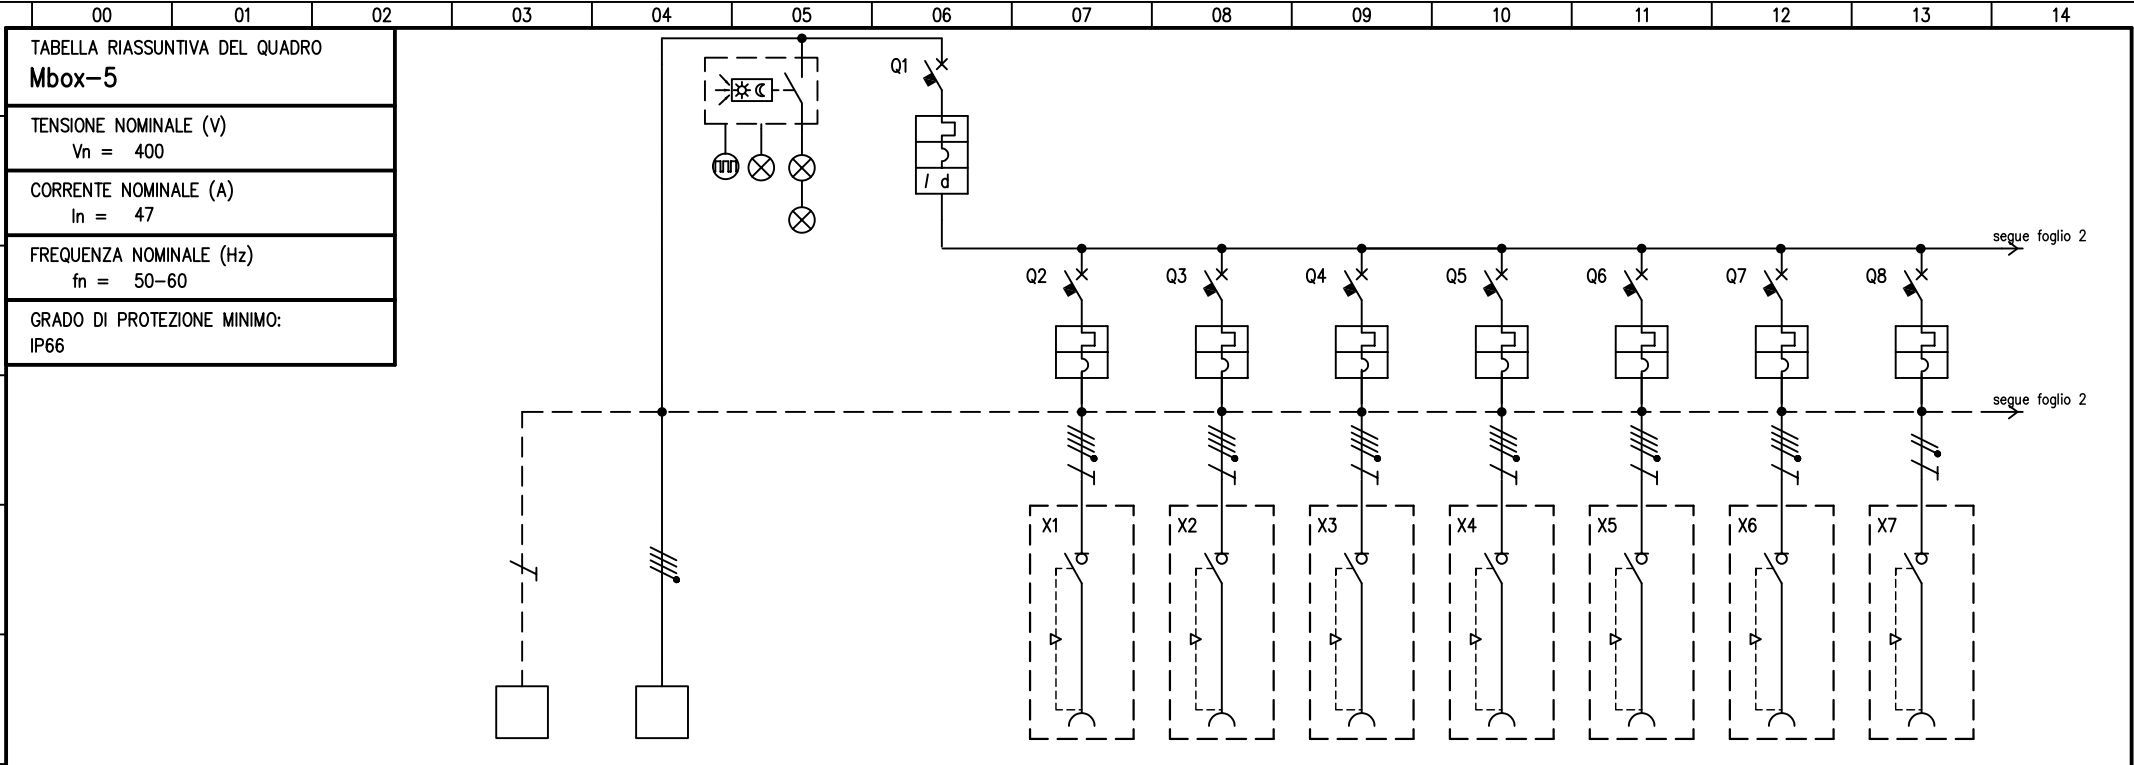 00 01 02 03 04 05 06 07 08 09 10 11 12 13 14
TABELLA RIASSUNTIVA DEL QUADRO
Mbox-5
TENSIONE NOMINALE (V)
Vn = 400
CORRENTE NOMINALE (A)
In = 47
FREQUENZA NOMINALE (Hz)
fn = 50-60
GRADO DI PROTEZIONE MINIMO:
IP66
Q1
I d
segue foglio 2
Q2 Q3 Q4 Q5 Q6 Q7 Q8
segue foglio 2
X1 X2 X3 X4 X5 X6 X7